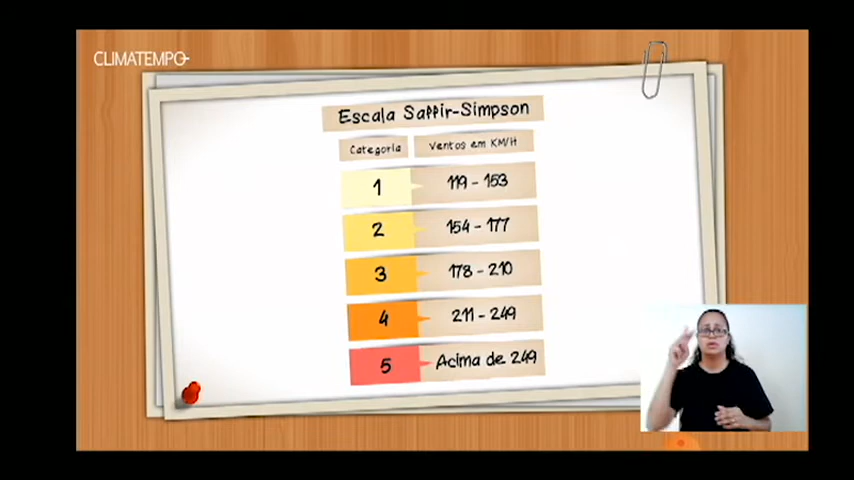 CLIMATEMPO
Escala Saffir-Simpson
Categoria Ventos em KM/H
1 119 - 153
2 154 - 177
3 178 - 210
4 211 - 249
5 Acima de 249